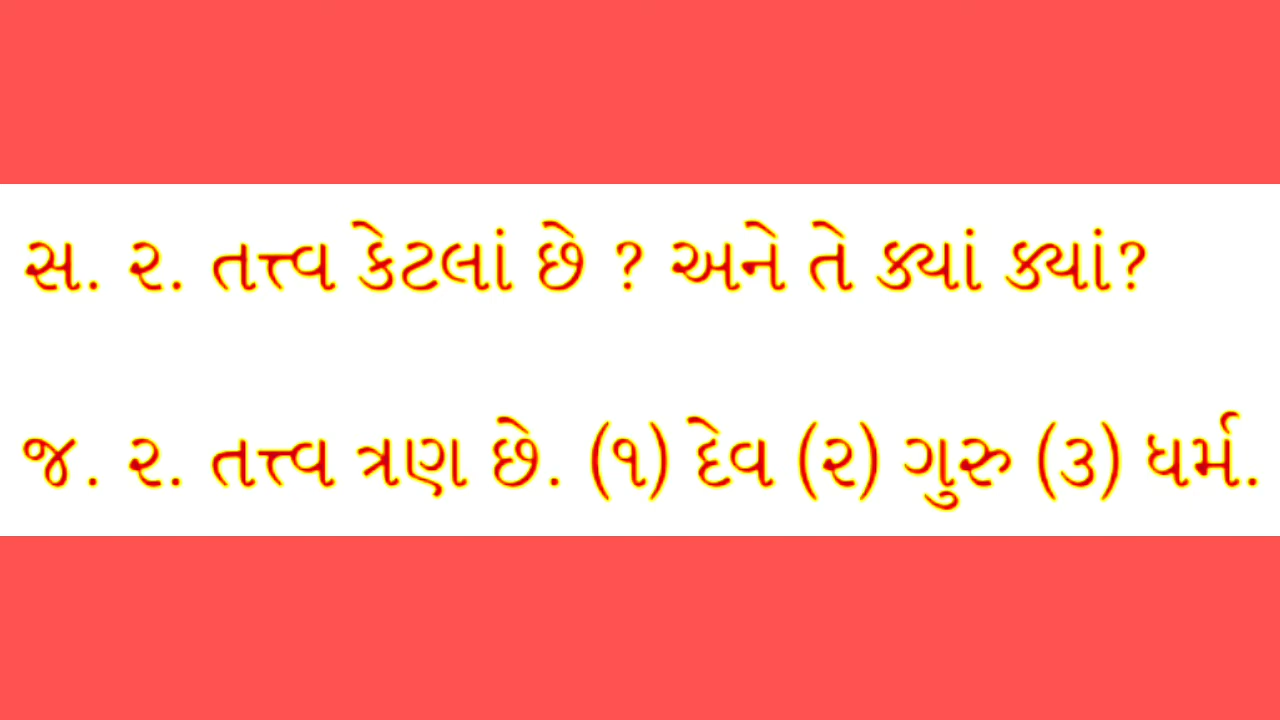 સ. ૨. તત્ત્વ કેટલાં છે ? અને તે ક્યાં ક્યાં?
જ. ૨. તત્ત્વ ત્રણ છે. (૧) દેવ (૨) ગુરુ (૩) ધર્મ.